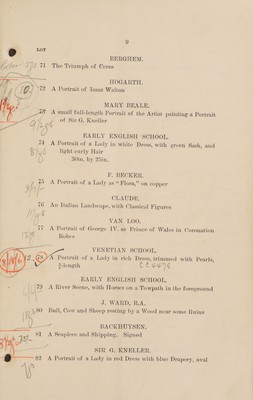 9
LOT
BERGHEM.
71 The Triumph of Ceres
HOGARTH.
72 A Portrait of Izaac Walton
MARY BEALE.
73 A small full-length Portrait of the Artist painting a Portrait
of Sir G. Kneller
EARLY ENGLISH SCHOOL.
74 A Portrait of a Lady in white Dress, with green Sash, and
light curly Hair
30in. by 25in.
F. BECKER.
75 A Portrait of a Lady as "Flora," on copper
CLAUDE.
76 An Italian Landscape, with Classical Figures
VAN LOO.
77 A Portrait of George IV. as Prince of Wales in Coronation
Robes
VENETIAN SCHOOL.
78 A Portrait of a Lady in rich Dress, trimmed with Pearls,
¾-length
EARLY ENGLISH SCHOOL.
79 A River Scene, with Horses on a Towpath in the foreground
J. WARD, R.A.
80 Bull, Cow and Sheep resting by a Wood near some Ruins
BACKHUYSEN.
81 A Seapiece and Shipping. Signed
SIR G. KNELLER.
82 A Portrait of a Lady in red Dress with blue Drapery, oval